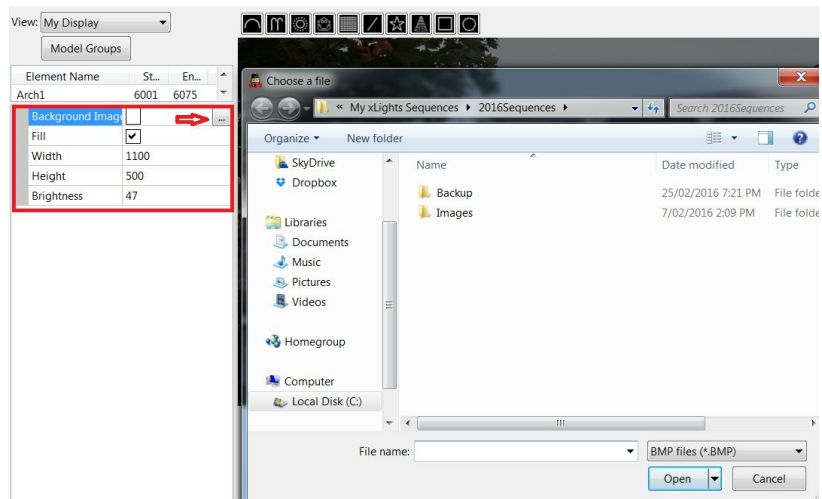 View: My Display
Model Groups
Element Name St... En...
Arch1 6001 6075
Background Imag ...
Fill
Width 1100
Height 500
Brightness 47
Choose a file
« My xLights Sequences 2016Sequences
Search 2016Sequences
Organize New folder
SkyDrive
Dropbox
Libraries
Documents
Music
Pictures
Videos
Homegroup
Computer
Local Disk (C:)
Name Date modified Type
Backup 25/02/2016 7:21 PM File folde
Images 7/02/2016 2:09 PM File folde
File name: BMP files (*.BMP)
Open Cancel